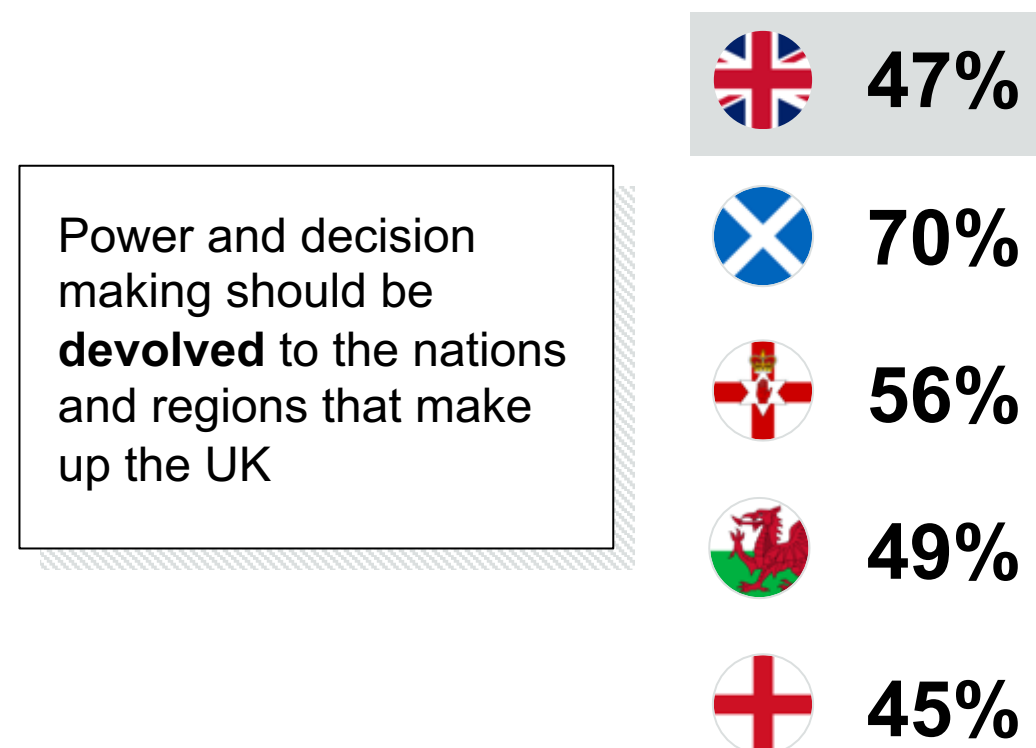 47%
Power and decision
making should be
devolved to the nations
and regions that make
up the UK
70%
56%
49%
45%